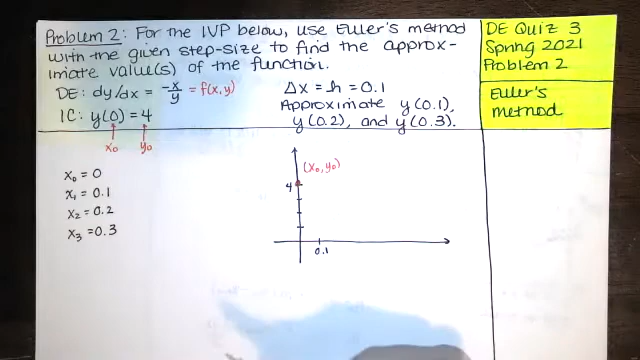 Problem 2: For the IVP below, use Euler's method
with the given step-size to find the approx-
imate value(s) of the function.
DE: dy/dx = -x/y = f(x,y)
IC: y(0) = 4
x₀ y₀
Δx = h = 0.1
Approximate y(0.1),
y(0.2), and y(0.3).
DE Quiz 3
Spring 2021
Problem 2
Euler's
method
x₀ = 0
x₁ = 0.1
x₂ = 0.2
x₃ = 0.3
(x₀, y₀)
4
0.1